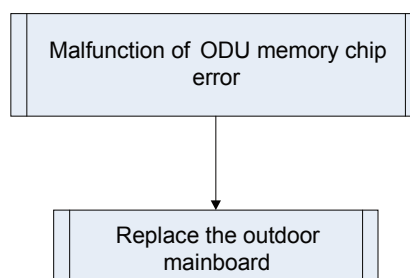 Malfunction of ODU memory chip
error
Replace the outdoor
mainboard